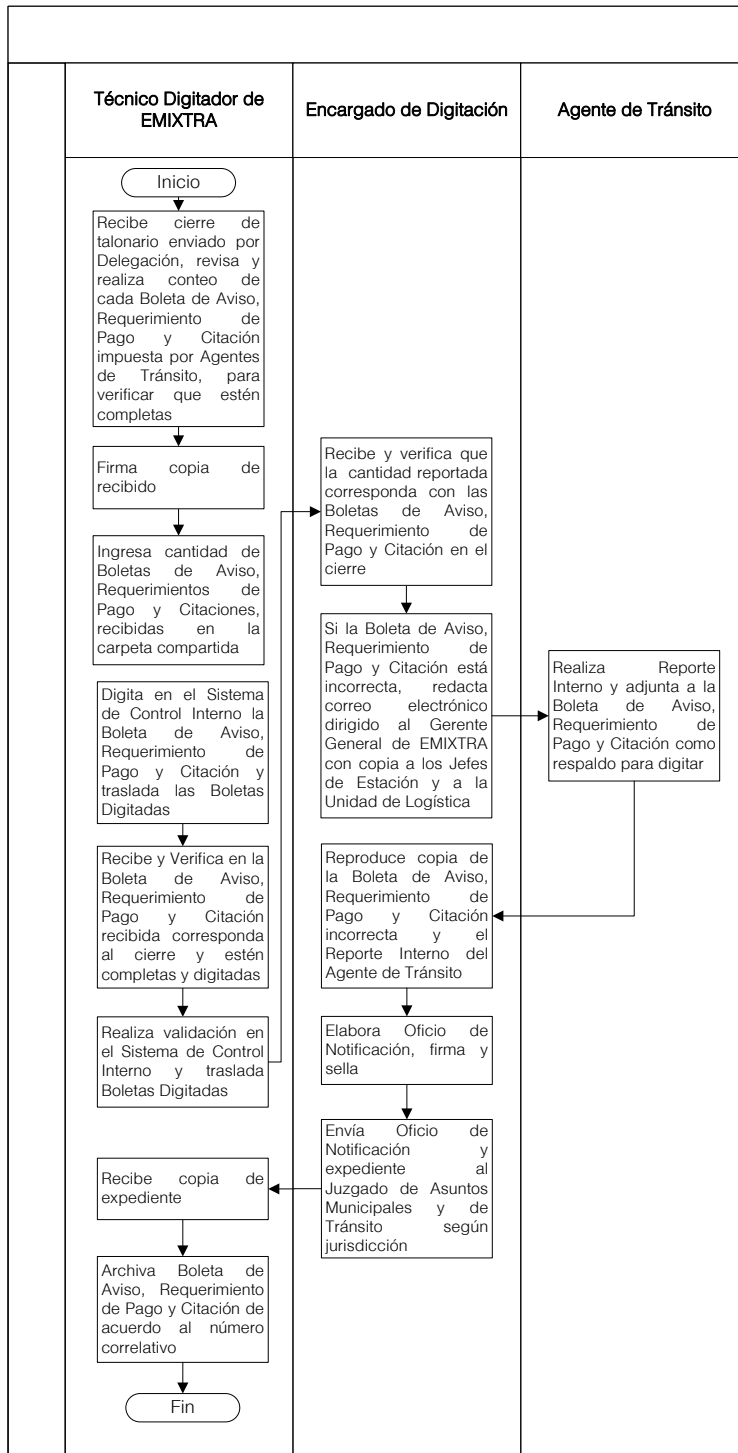 Técnico Digitador de
EMIXTRA
Encargado de Digitación
Agente de Tránsito
Inicio
Recibe cierre de
talonario enviado por
Delegación, revisa y
realiza conteo de
cada Boleta de Aviso,
Requerimiento de
Pago y Citación
impuesta por Agentes
de Tránsito, para
verificar que estén
completas
Firma copia de
recibido
Ingresa cantidad de
Boletas de Aviso,
Requerimientos de
Pago y Citaciones,
recibidas en la
carpeta compartida
Digita en el Sistema
de Control Interno la
Boleta de Aviso,
Requerimiento de
Pago y Citación y
traslada las Boletas
Digitadas
Recibe y Verifica en la
Boleta de Aviso,
Requerimiento de
Pago y Citación
recibida corresponda
al cierre y estén
completas y digitadas
Realiza validación en
el Sistema de Control
Interno y traslada
Boletas Digitadas
Recibe y verifica que
la cantidad reportada
corresponda con las
Boletas de Aviso,
Requerimiento de
Pago y Citación en el
cierre
Si la Boleta de Aviso,
Requerimiento de
Pago y Citación está
incorrecta, redacta
correo electrónico
dirigido al Gerente
General de EMIXTRA
con copia a los Jefes
de Estación y a la
Unidad de Logística
Realiza Reporte
Interno y adjunta a la
Boleta de Aviso,
Requerimiento de
Pago y Citación como
respaldo para digitar
Reproduce copia de
la Boleta de Aviso,
Requerimiento de
Pago y Citación
incorrecta y el
Reporte Interno del
Agente de Tránsito
Elabora Oficio de
Notificación, firma y
sella
Envía Oficio de
Notificación y
expediente al
Juzgado de Asuntos
Municipales y de
Tránsito según
jurisdicción
Recibe copia de
expediente
Archiva Boleta de
Aviso, Requerimiento
de Pago y Citación de
acuerdo al número
correlativo
Fin